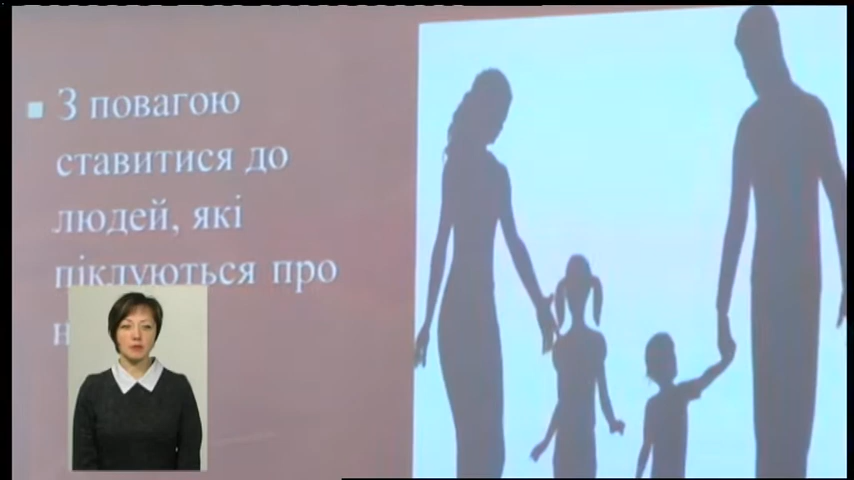 З повагою
ставитися до
людей, які
піклуються про